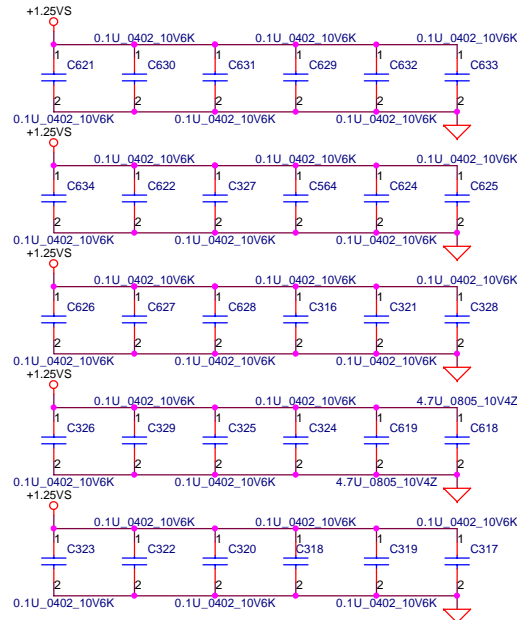 +1.25VS
0.1U_0402_10V6K 0.1U_0402_10V6K 0.1U_0402_10V6K
1 1 1 1 1 1
C621 C630 C631 C629 C632 C633
2 2 2 2 2 2
0.1U_0402_10V6K 0.1U_0402_10V6K 0.1U_0402_10V6K
+1.25VS
0.1U_0402_10V6K 0.1U_0402_10V6K 0.1U_0402_10V6K
1 1 1 1 1 1
C634 C622 C327 C564 C624 C625
2 2 2 2 2 2
0.1U_0402_10V6K 0.1U_0402_10V6K 0.1U_0402_10V6K
+1.25VS
0.1U_0402_10V6K 0.1U_0402_10V6K 0.1U_0402_10V6K
1 1 1 1 1 1
C626 C627 C628 C316 C321 C328
2 2 2 2 2 2
0.1U_0402_10V6K 0.1U_0402_10V6K 0.1U_0402_10V6K
+1.25VS
0.1U_0402_10V6K 0.1U_0402_10V6K 4.7U_0805_10V4Z
1 1 1 1 1 1
C326 C329 C325 C324 C619 C618
2 2 2 2 2 2
0.1U_0402_10V6K 0.1U_0402_10V6K 4.7U_0805_10V4Z
+1.25VS
0.1U_0402_10V6K 0.1U_0402_10V6K 0.1U_0402_10V6K
1 1 1 1 1 1
C323 C322 C320 C318 C319 C317
2 2 2 2 2 2
0.1U_0402_10V6K 0.1U_0402_10V6K 0.1U_0402_10V6K